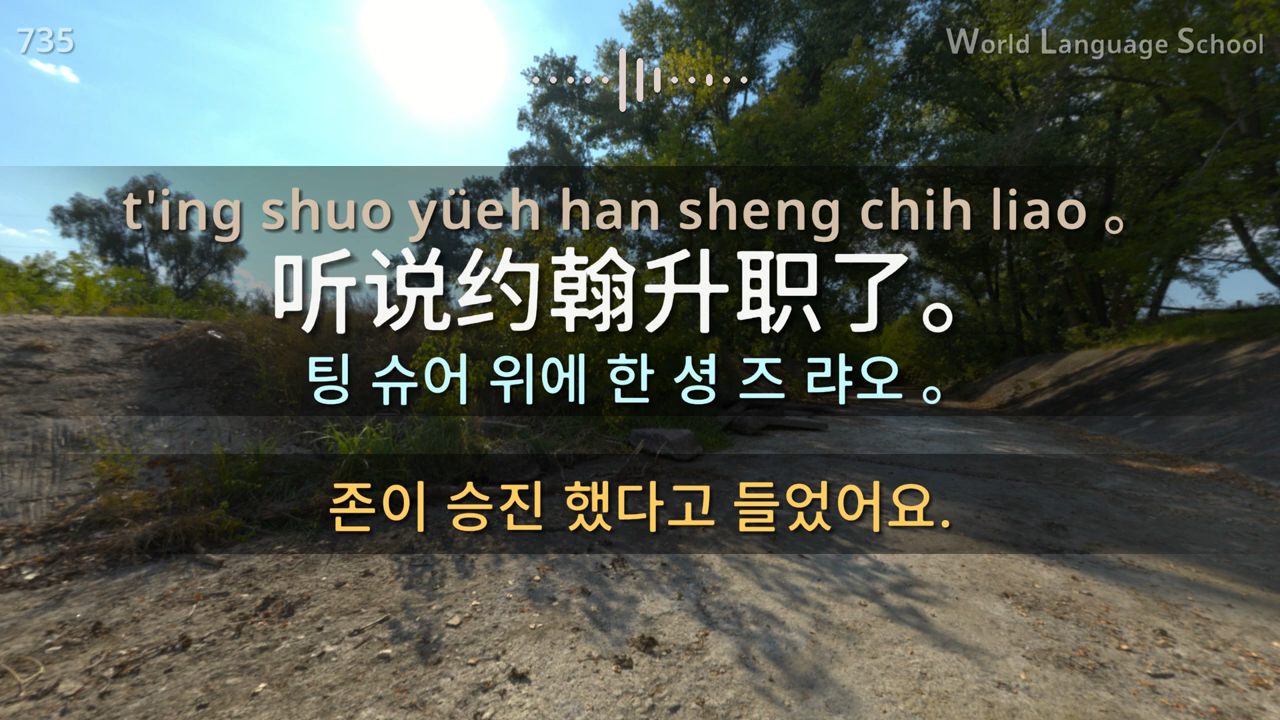 735
World Language School
t'ing shuo yüeh han sheng chih liao 。
听说约翰升职了。
팅 슈어 위에 한 셩 즈 랴오 。
존이 승진 했다고 들었어요.